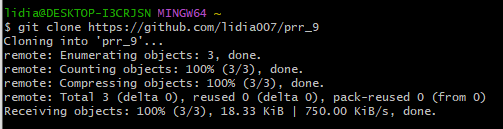 lidia@DESKTOP-I3CRJSN MINGW64 ~
$ git clone https://github.com/lidia007/prr_9
Cloning into 'prr_9'...
remote: Enumerating objects: 3, done.
remote: Counting objects: 100% (3/3), done.
remote: Compressing objects: 100% (3/3), done.
remote: Total 3 (delta 0), reused 0 (delta 0), pack-reused 0 (from 0)
Receiving objects: 100% (3/3), 18.33 KiB | 750.00 KiB/s, done.